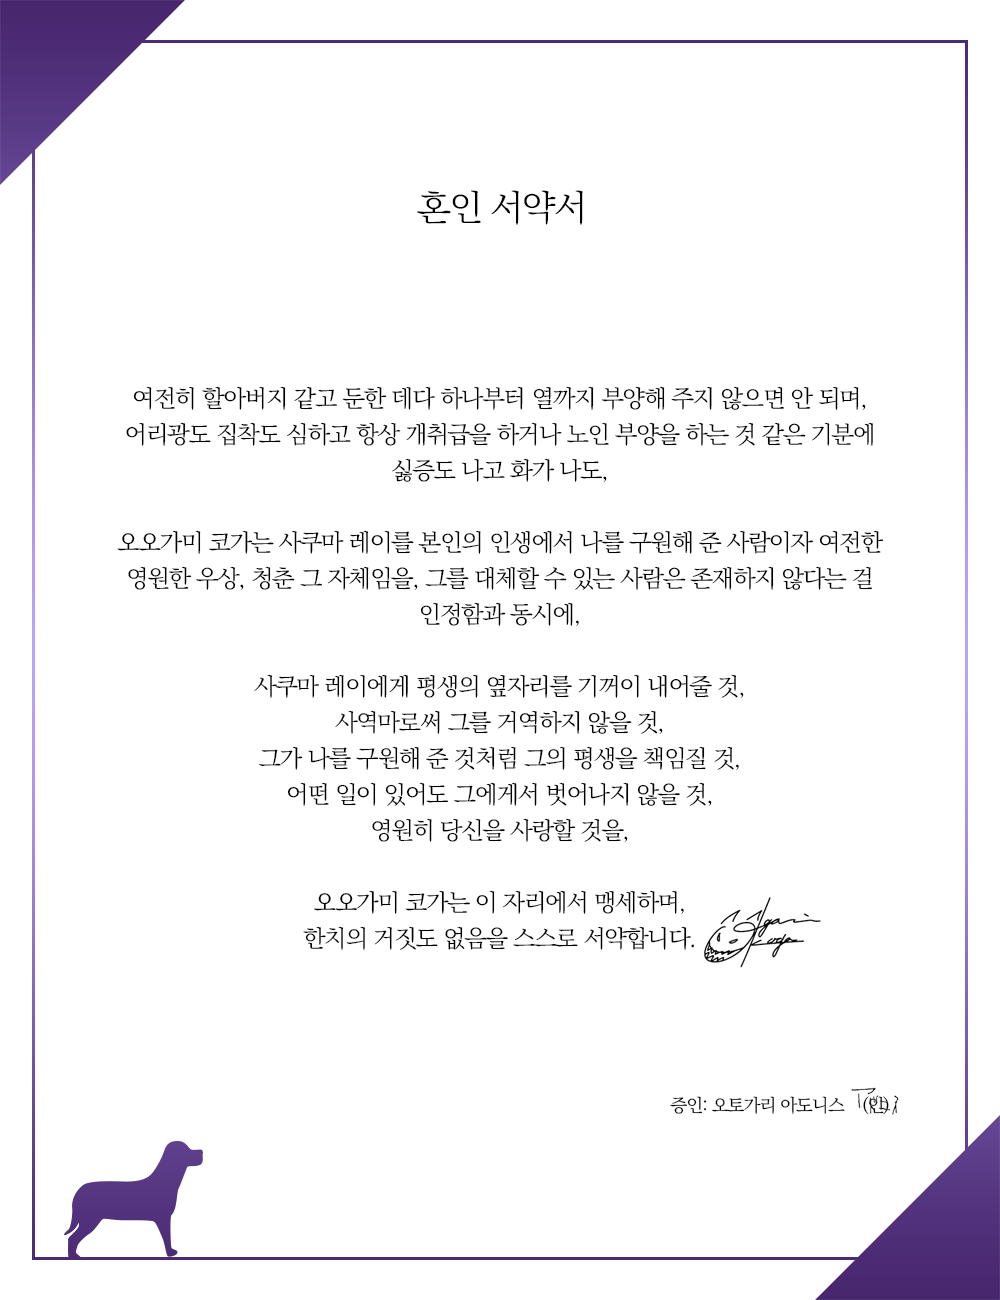 혼인 서약서
여전히 할아버지 같고 둔한 데다 하나부터 열까지 부양해 주지 않으면 안 되며,
어리광도 집착도 심하고 항상 개취급을 하거나 노인 부양을 하는 것 같은 기분에
싫증도 나고 화가 나도,
오오가미 코가는 사쿠마 레이를 본인의 인생에서 나를 구원해 준 사람이자 여전한
영원한 우상, 청춘 그 자체임을, 그를 대체할 수 있는 사람은 존재하지 않다는 걸
인정함과 동시에,
사쿠마 레이에게 평생의 옆자리를 기꺼이 내어줄 것,
사역마로써 그를 거역하지 않을 것,
그가 나를 구원해 준 것처럼 그의 평생을 책임질 것,
어떤 일이 있어도 그에게서 벗어나지 않을 것,
영원히 당신을 사랑할 것을,
오오가미 코가는 이 자리에서 맹세하며,
한치의 거짓도 없음을 스스로 서약합니다.
증인: 오토가리 아도니스 (인)